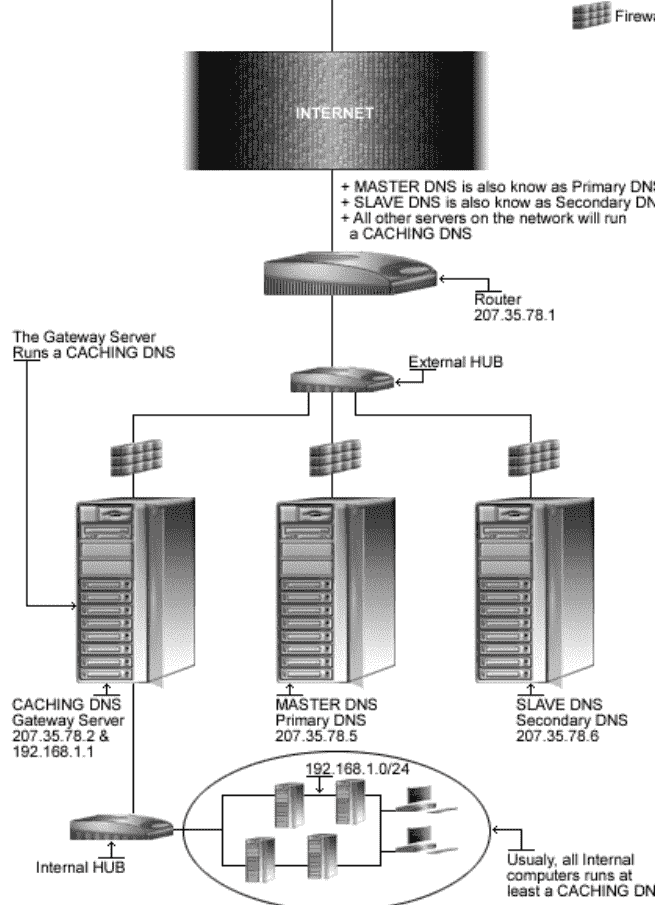 Firewa
INTERNET
+ MASTER DNS is also know as Primary DNS
+ SLAVE DNS is also know as Secondary DN
+ All other servers on the network will run
a CACHING DNS
Router
207.35.78.1
The Gateway Server
Runs a CACHING DNS
External HUB
CACHING DNS
Gateway Server
207.35.78.2 &
192.168.1.1
MASTER DNS
Primary DNS
207.35.78.5
SLAVE DNS
Secondary DNS
207.35.78.6
192.168.1.0/24
Internal HUB
Usualy, all Internal
computers runs at
least a CACHING DN